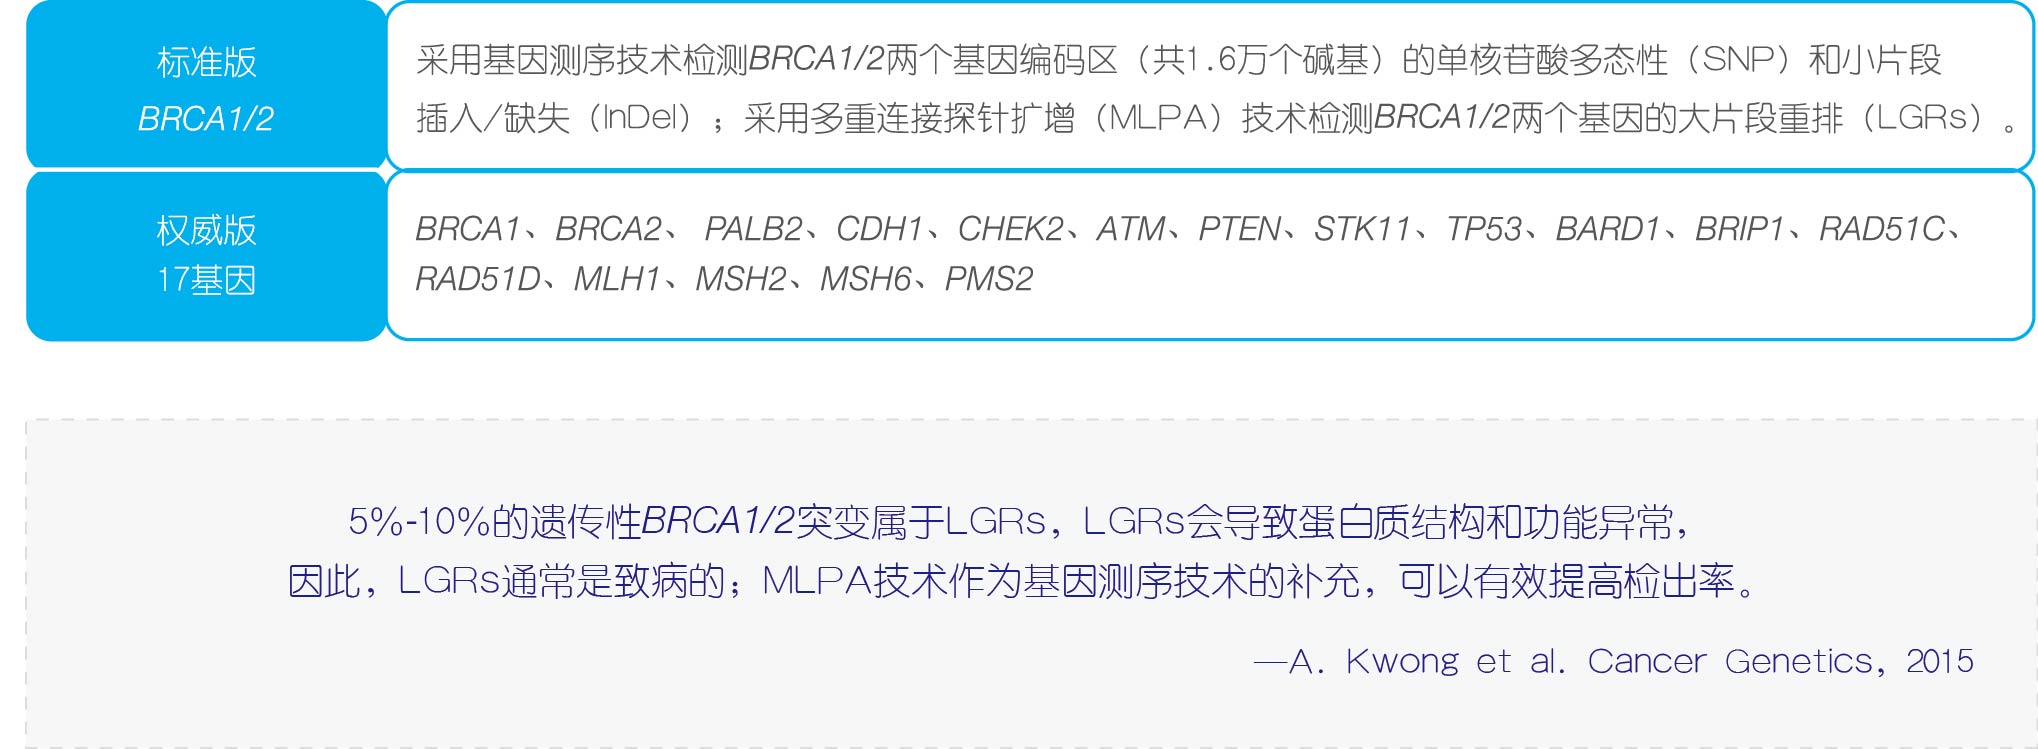 标准版
BRCA1/2
采用基因测序技术检测BRCA1/2两个基因编码区（共1.6万个碱基）的单核苷酸多态性（SNP）和小片段
插入/缺失（InDel）；采用多重连接探针扩增（MLPA）技术检测BRCA1/2两个基因的大片段重排（LGRs）。
权威版
17基因
BRCA1、BRCA2、 PALB2、CDH1、CHEK2、ATM、PTEN、STK11、TP53、BARD1、BRIP1、RAD51C、
RAD51D、MLH1、MSH2、MSH6、PMS2
5%-10%的遗传性BRCA1/2突变属于LGRs，LGRs会导致蛋白质结构和功能异常，
因此，LGRs通常是致病的；MLPA技术作为基因测序技术的补充，可以有效提高检出率。
—A. Kwong et al. Cancer Genetics, 2015